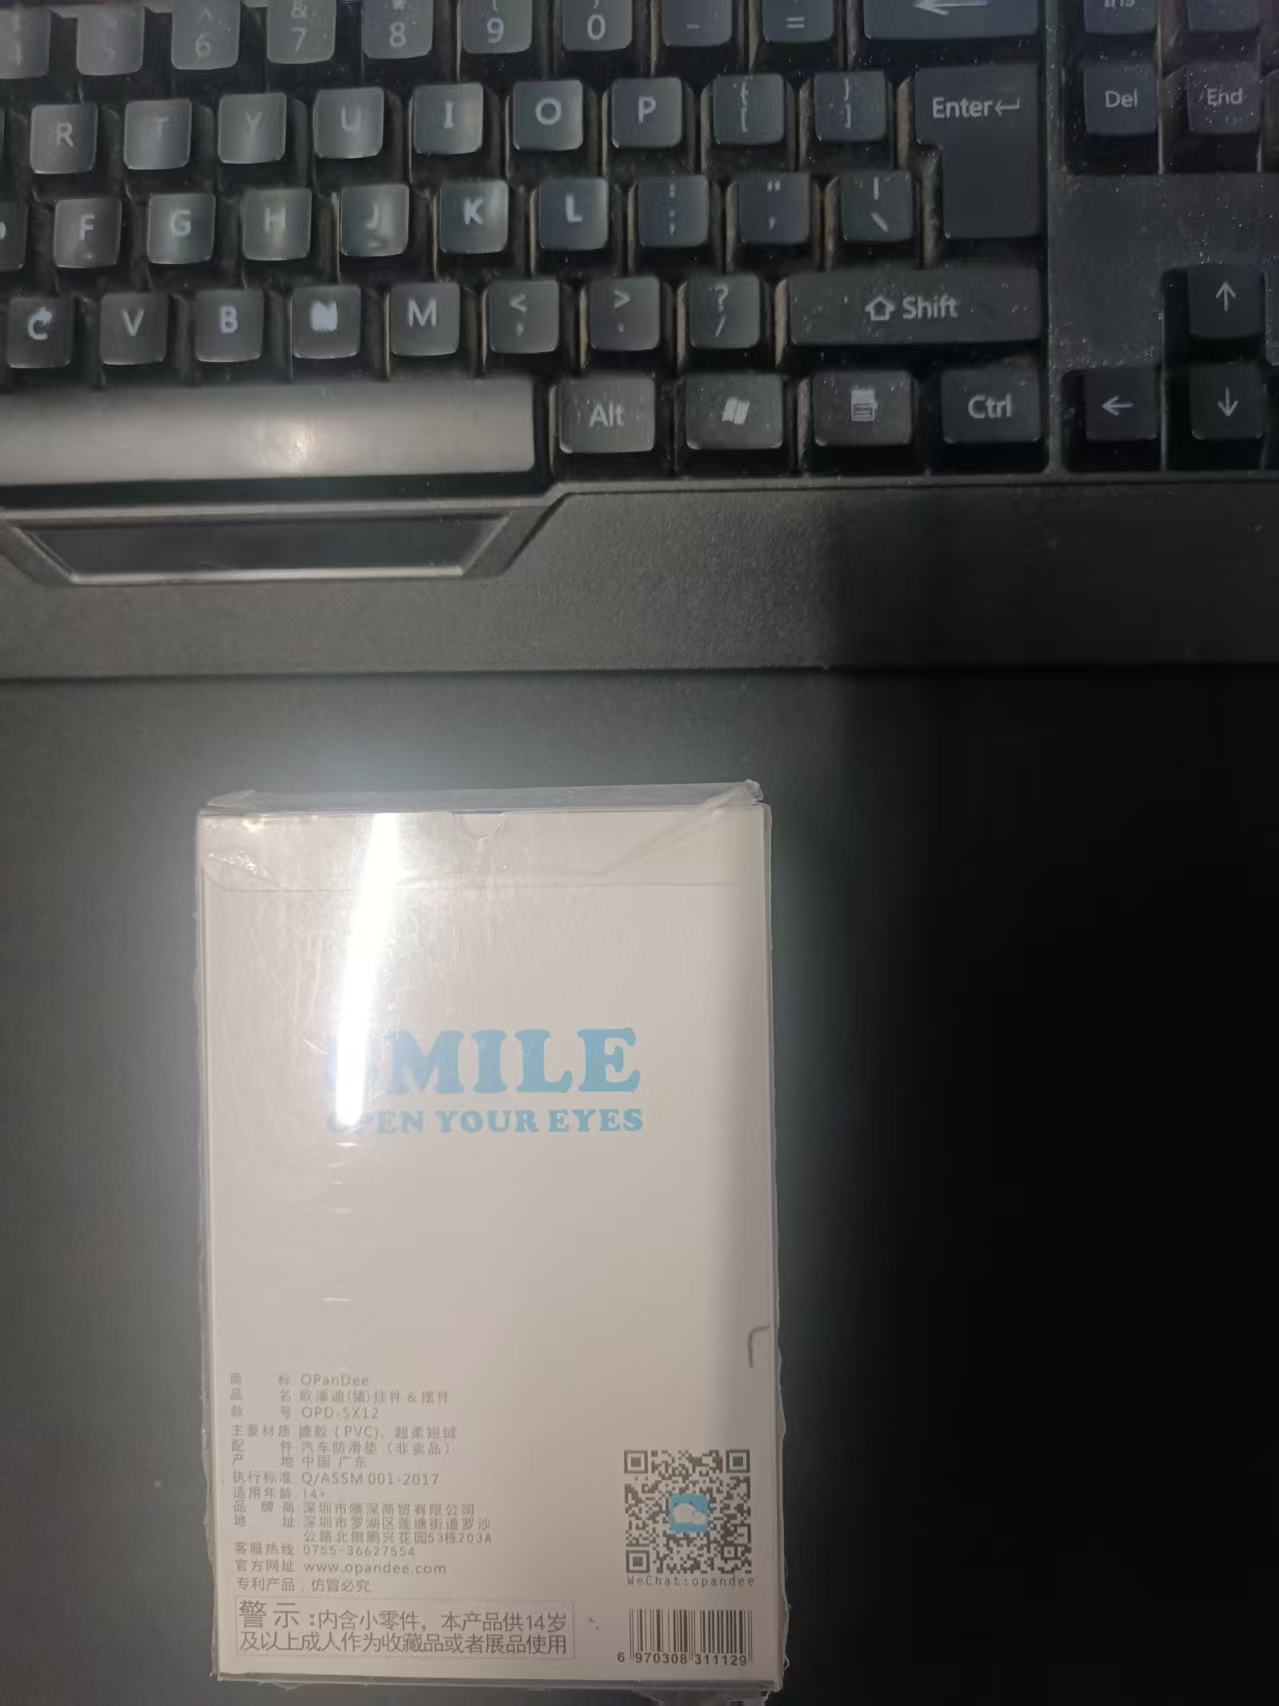 & * ( ) _ +
6 7 8 9 0 - = Ins
R T Y U I O P { [ } ] Enter Del End
F G H J K L : ; " ' | \
C V B M < , > . ? / Shift
Alt Ctrl
SMILE
OPEN YOUR EYES
商 标 OPanDee
品 名 欧潘迪(猪)挂件 & 摆件
款 号 OPD-SX12
主要材质 搪胶 (PVC)、超柔短绒
配 件 汽车防滑垫 (非卖品)
产 地 中国 广东
执行标准 Q/ASSM 001-2017
适用年龄 14+
品 牌 商 深圳市噢深商贸有限公司
地 址 深圳市罗湖区莲塘街道罗沙
公路北侧鹏兴花园53栋203A
客服热线 0755-36627554
官方网址 www.opandee.com
专利产品，仿冒必究
WeChat:opandee
警示:内含小零件，本产品供14岁
及以上成人作为收藏品或者展品使用
6 970308 311129